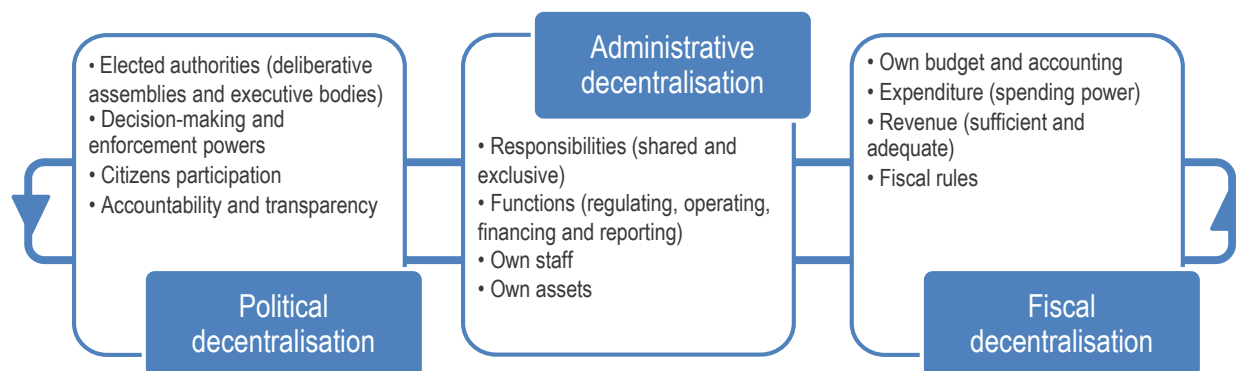 • Elected authorities (deliberative
assemblies and executive bodies)
• Decision-making and
enforcement powers
• Citizens participation
• Accountability and transparency
Political
decentralisation
Administrative
decentralisation
• Responsibilities (shared and
exclusive)
• Functions (regulating, operating,
financing and reporting)
• Own staff
• Own assets
• Own budget and accounting
• Expenditure (spending power)
• Revenue (sufficient and
adequate)
• Fiscal rules
Fiscal
decentralisation